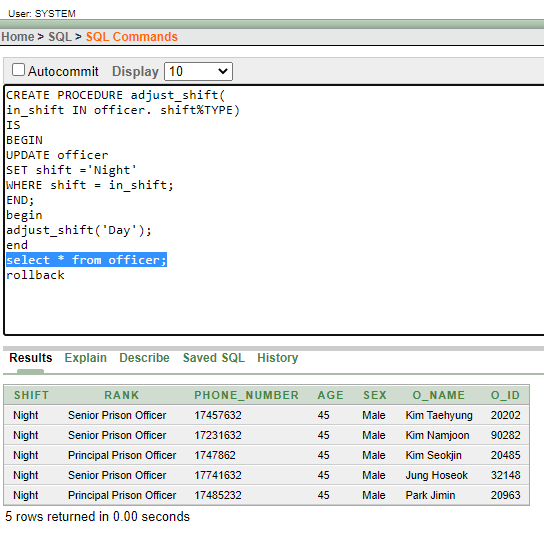 User: SYSTEM
Home > SQL > SQL Commands
Autocommit Display 10
CREATE PROCEDURE adjust_shift(
in_shift IN officer. shift%TYPE)
IS
BEGIN
UPDATE officer
SET shift ='Night'
WHERE shift = in_shift;
END;
begin
adjust_shift('Day');
end
select * from officer;
rollback
Results Explain Describe Saved SQL History
SHIFT RANK PHONE_NUMBER AGE SEX O_NAME O_ID
Night Senior Prison Officer 17457632 45 Male Kim Taehyung 20202
Night Senior Prison Officer 17231632 45 Male Kim Namjoon 90282
Night Principal Prison Officer 1747862 45 Male Kim Seokjin 20485
Night Senior Prison Officer 17741632 45 Male Jung Hoseok 32148
Night Principal Prison Officer 17485232 45 Male Park Jimin 20963
5 rows returned in 0.00 seconds